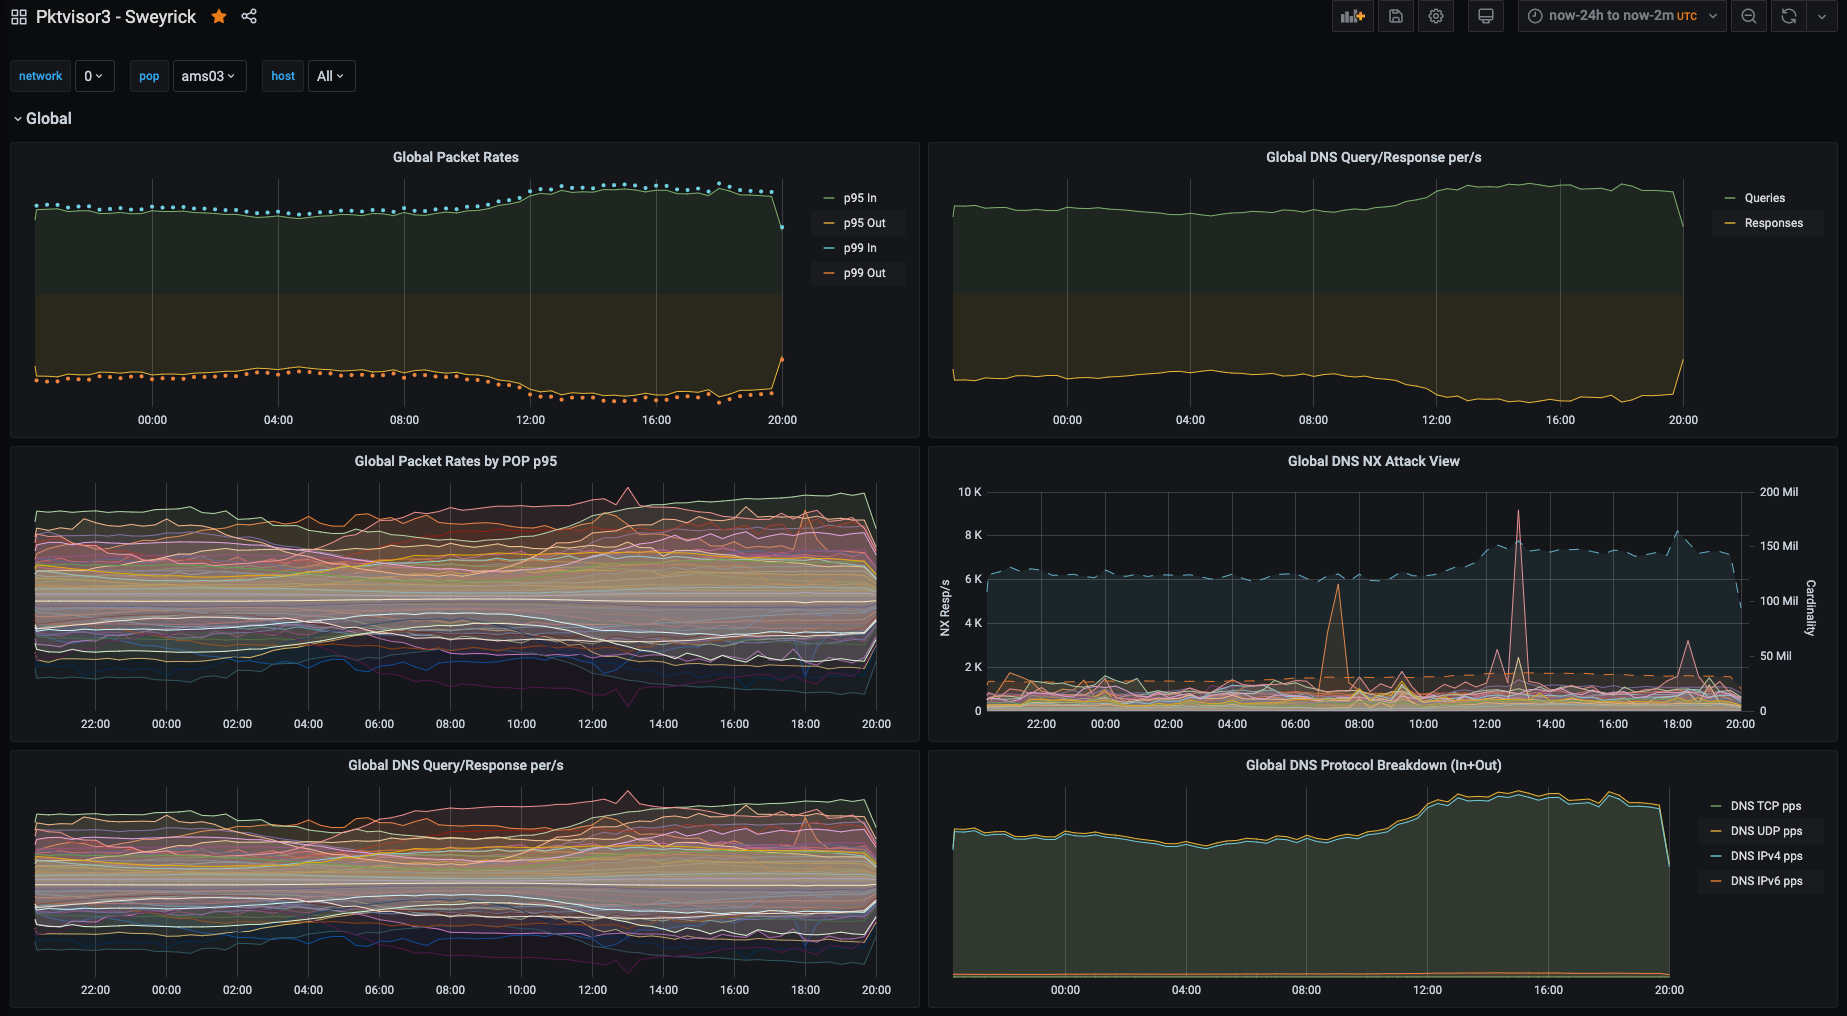 Pktvisor3 - Sweyrick
now-24h to now-2m UTC
network 0 pop ams03 host All
Global
Global Packet Rates
p95 In
p95 Out
p99 In
p99 Out
00:00 04:00 08:00 12:00 16:00 20:00
Global DNS Query/Response per/s
Queries
Responses
00:00 04:00 08:00 12:00 16:00 20:00
Global Packet Rates by POP p95
22:00 00:00 02:00 04:00 06:00 08:00 10:00 12:00 14:00 16:00 18:00 20:00
Global DNS NX Attack View
NX Resp/s
10 K
8 K
6 K
4 K
2 K
0
200 Mil
150 Mil
100 Mil
50 Mil
0
Cardinality
22:00 00:00 02:00 04:00 06:00 08:00 10:00 12:00 14:00 16:00 18:00 20:00
Global DNS Query/Response per/s
22:00 00:00 02:00 04:00 06:00 08:00 10:00 12:00 14:00 16:00 18:00 20:00
Global DNS Protocol Breakdown (In+Out)
DNS TCP pps
DNS UDP pps
DNS IPv4 pps
DNS IPv6 pps
00:00 04:00 08:00 12:00 16:00 20:00